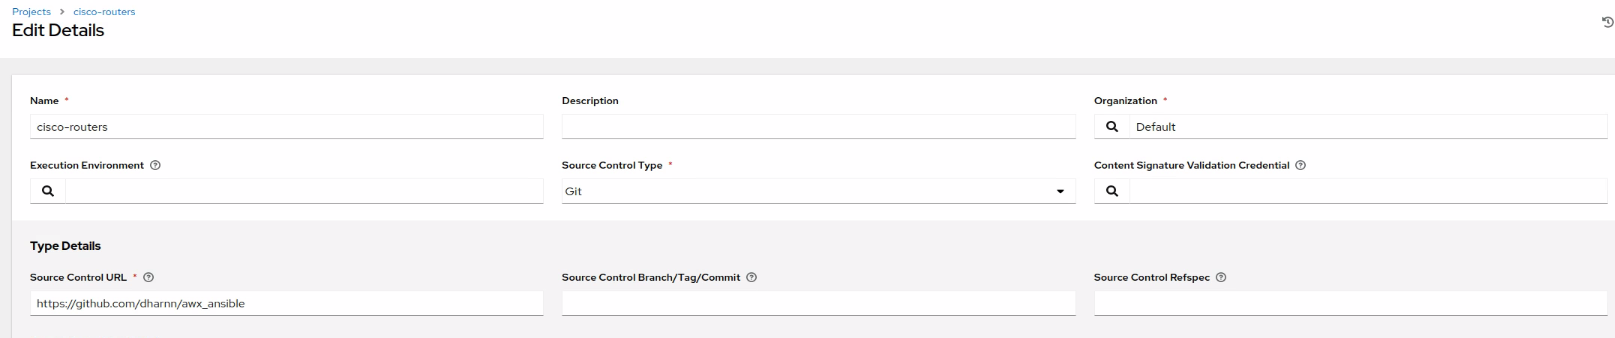 Projects > cisco-routers
Edit Details
Name * Description Organization *
cisco-routers Default
Execution Environment Source Control Type * Content Signature Validation Credential
Git
Type Details
Source Control URL * Source Control Branch/Tag/Commit Source Control Refspec
https://github.com/dharnn/awx_ansible